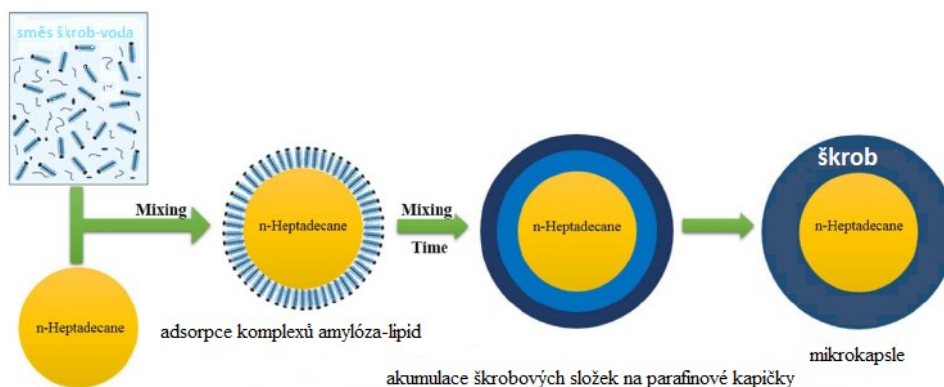 směs škrob-voda
Mixing
n-Heptadecane
n-Heptadecane
adsorpce komplexů amylóza-lipid
Mixing
Time
n-Heptadecane
akumulace škrobových složek na parafinové kapičky
škrob
n-Heptadecane
mikrokapsle